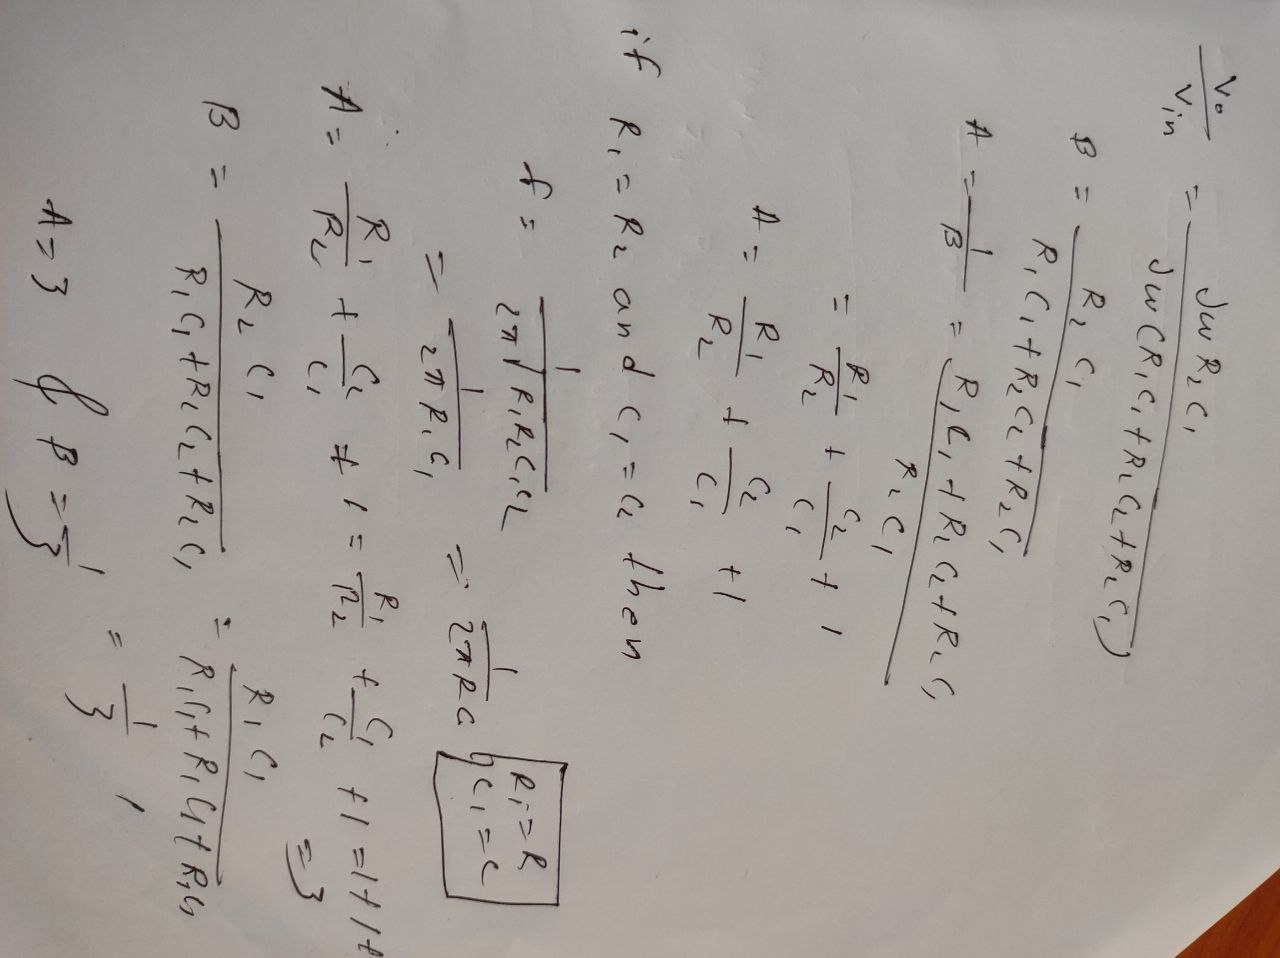 Vo/Vin = JωR2C1 / Jω(R1C1+R2C2+R2C1)
B = R2C1 / R1C1+R2C2+R2C1
A = 1/B = R1C1+R2C2+R2C1 / R2C1
= R1/R2 + C2/C1 + 1
A = R1/R2 + C2/C1 + 1
if R1 = R2 and C1 = C2 then
f = 1 / 2π√R1R2C1C2
= 1 / 2πR1C1 = 1 / 2πRC , R1=R C1=C
A = R1/R2 + C2/C1 + 1 = R1/R2 + C1/C2 + 1 = 1+1+
= 3
B = R2C1 / R1C1+R2C2+R2C1 = R1C1 / R1C1+R1C1+R1C1
= 1/3 ,
A = 3 & B = 1/3